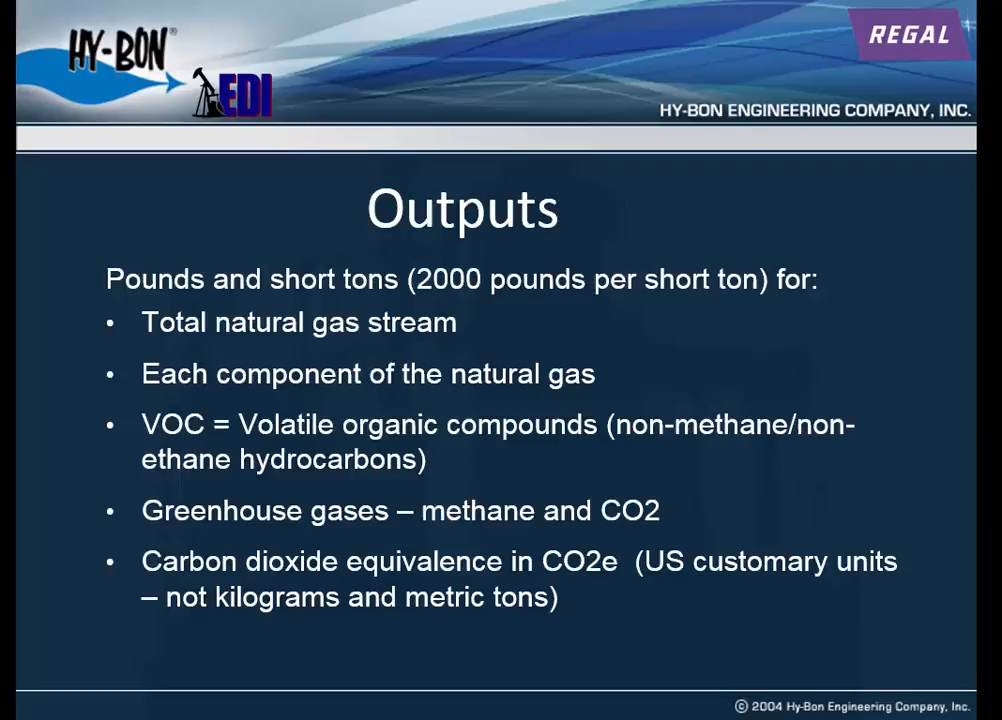 HY-BON®
EDI
REGAL
HY-BON ENGINEERING COMPANY, INC.
Outputs
Pounds and short tons (2000 pounds per short ton) for:
• Total natural gas stream
• Each component of the natural gas
• VOC = Volatile organic compounds (non-methane/non-
ethane hydrocarbons)
• Greenhouse gases – methane and CO2
• Carbon dioxide equivalence in CO2e (US customary units
– not kilograms and metric tons)
© 2004 Hy-Bon Engineering Company, Inc.